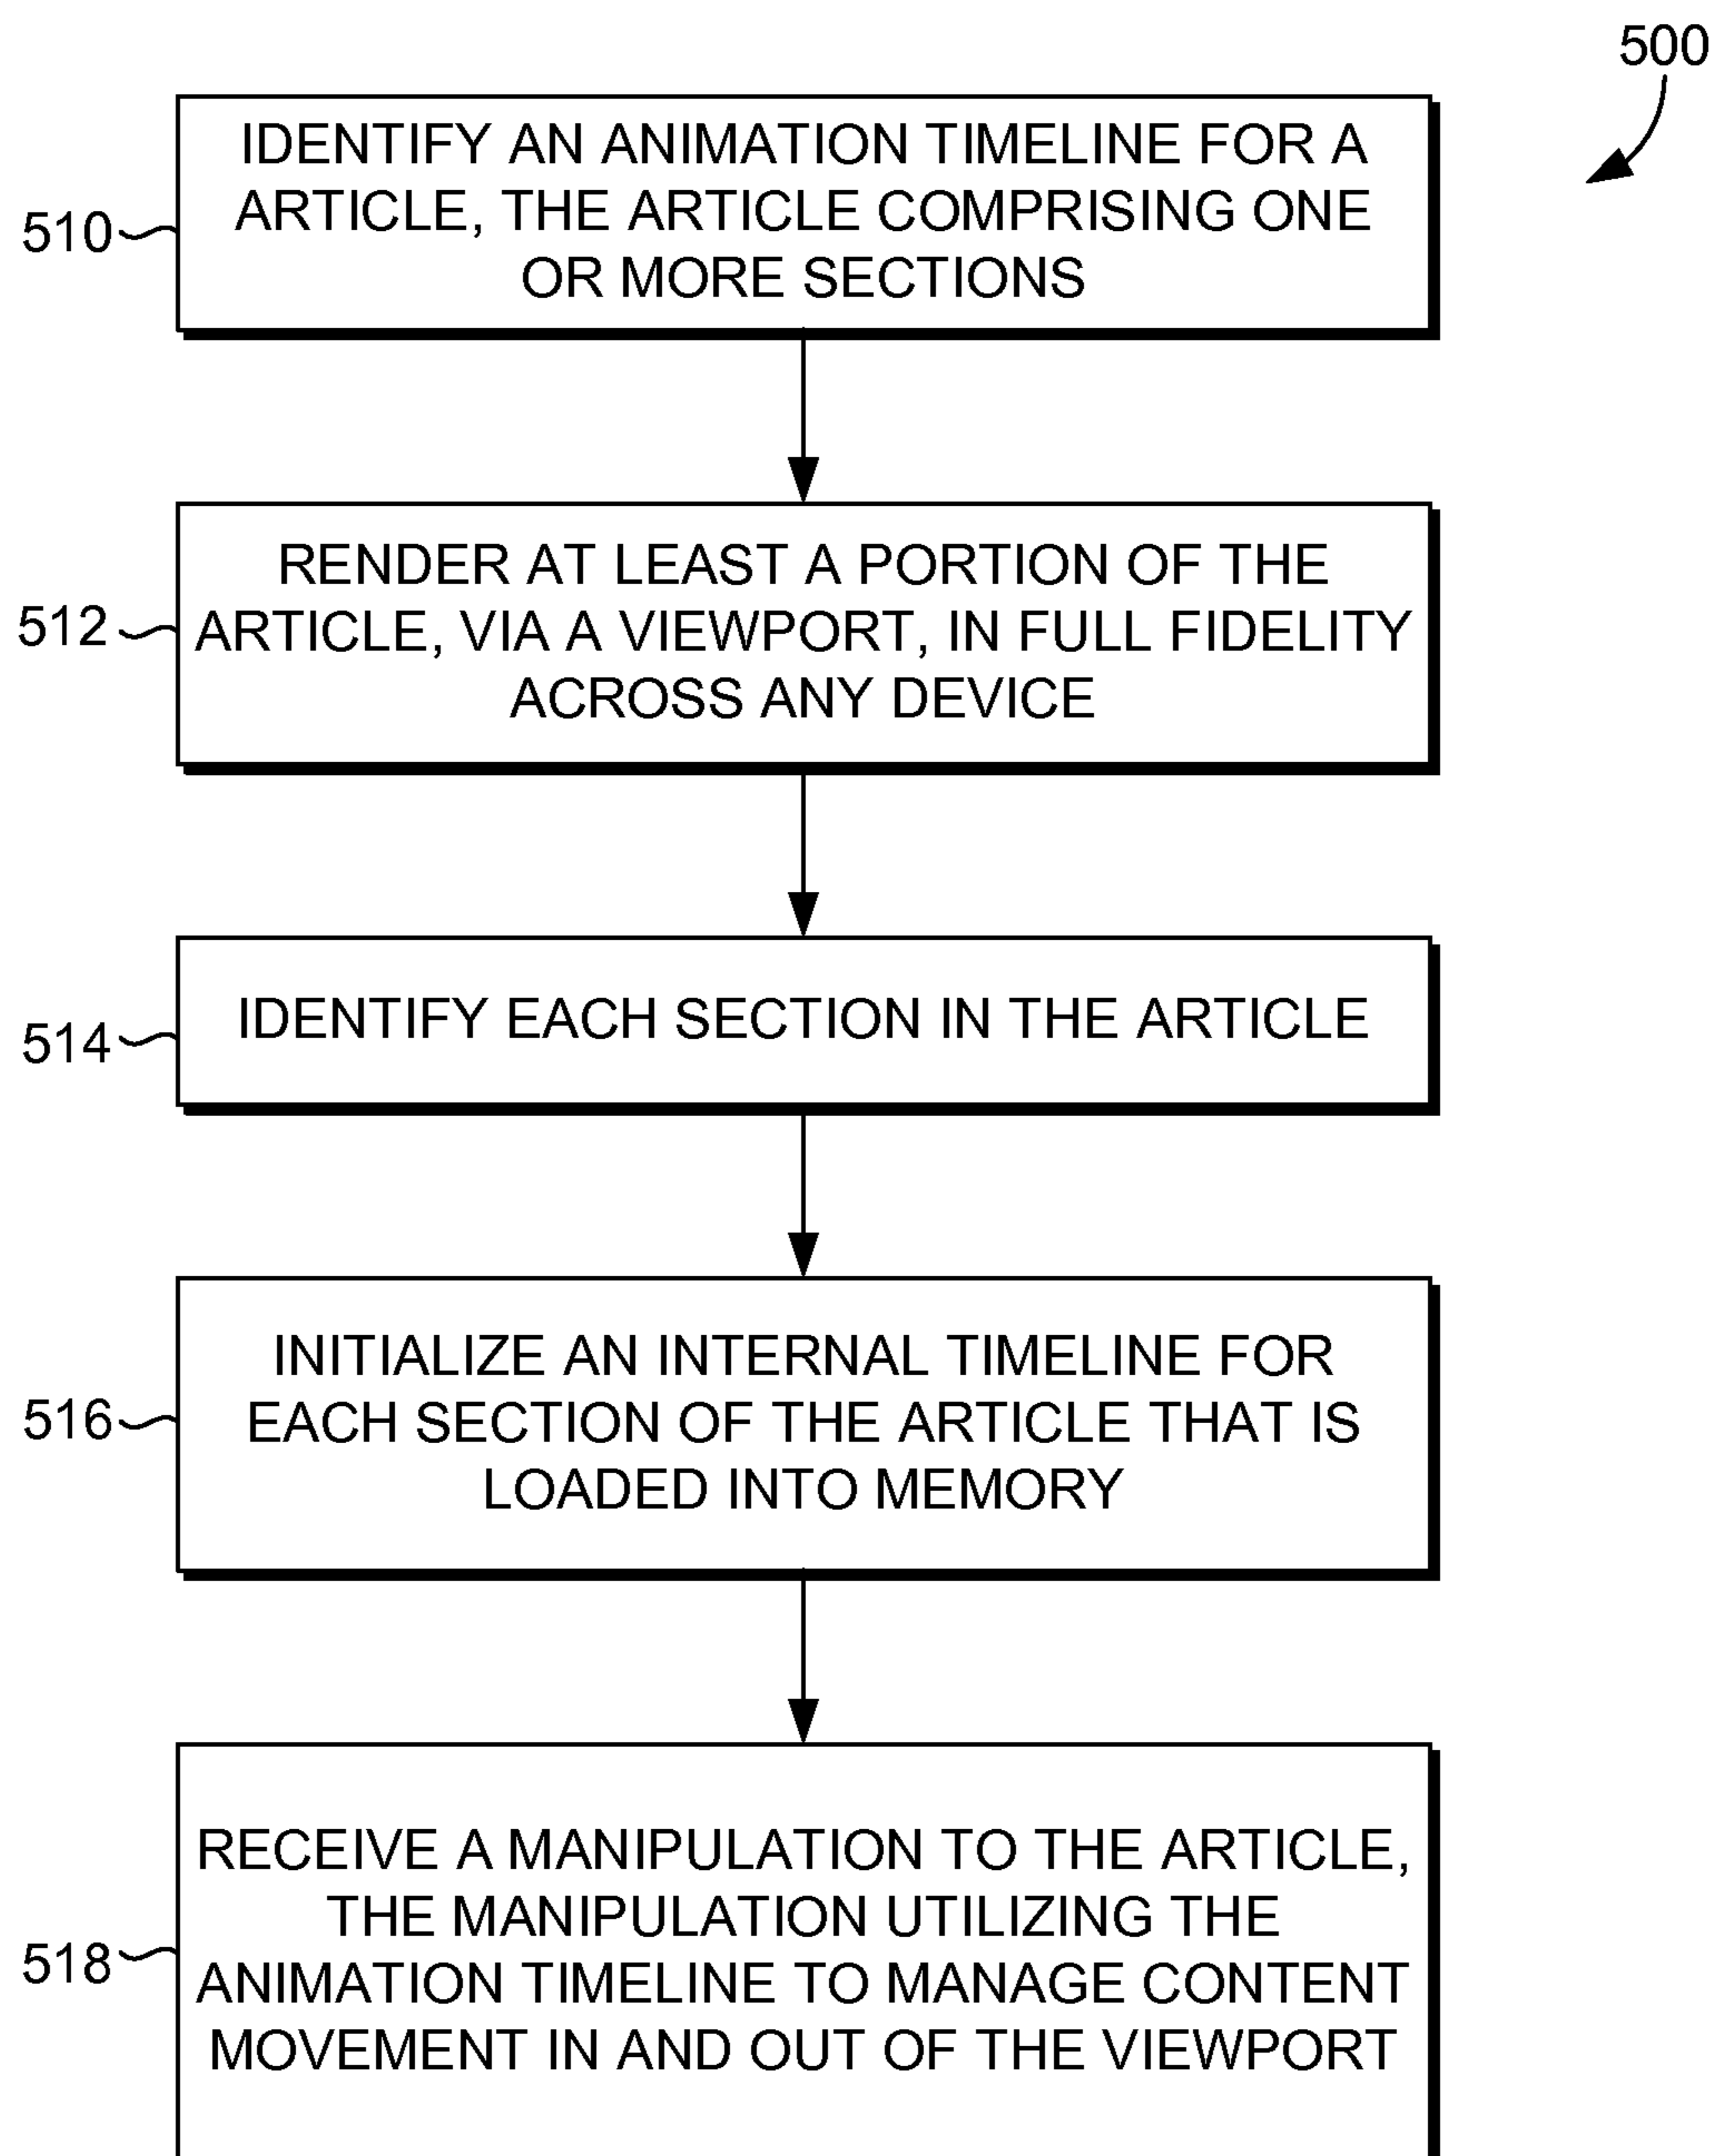 500
IDENTIFY AN ANIMATION TIMELINE FOR A
ARTICLE, THE ARTICLE COMPRISING ONE
OR MORE SECTIONS
510
RENDER AT LEAST A PORTION OF THE
ARTICLE, VIA A VIEWPORT, IN FULL FIDELITY
ACROSS ANY DEVICE
512
IDENTIFY EACH SECTION IN THE ARTICLE
514
INITIALIZE AN INTERNAL TIMELINE FOR
EACH SECTION OF THE ARTICLE THAT IS
LOADED INTO MEMORY
516
RECEIVE A MANIPULATION TO THE ARTICLE,
THE MANIPULATION UTILIZING THE
ANIMATION TIMELINE TO MANAGE CONTENT
MOVEMENT IN AND OUT OF THE VIEWPORT
518